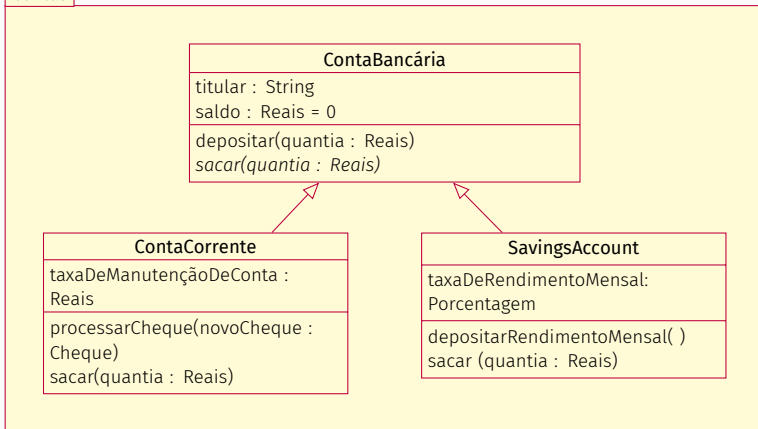 ContaBancária
titular : String
saldo : Reais = 0
depositar(quantia : Reais)
sacar(quantia : Reais)
ContaCorrente
taxaDeManutençãoDeConta :
Reais
processarCheque(novoCheque :
Cheque)
sacar(quantia : Reais)
SavingsAccount
taxaDeRendimentoMensal:
Porcentagem
depositarRendimentoMensal( )
sacar (quantia : Reais)